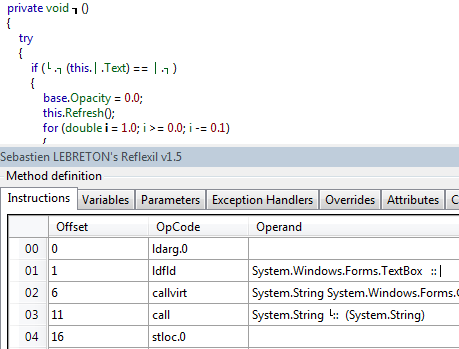 private void ┓ ()
{
try
{
if (└ .┐ (this.│ .Text) == │ .┐ )
{
base.Opacity = 0.0;
this.Refresh();
for (double i = 1.0; i >= 0.0; i -= 0.1)
Sebastien LEBRETON's Reflexil v1.5
Method definition
Instructions Variables Parameters Exception Handlers Overrides Attributes C
Offset OpCode Operand
00 0 ldarg.0
01 1 ldfld System.Windows.Forms.TextBox ::│
02 6 callvirt System.String System.Windows.Forms.C
03 11 call System.String └:: (System.String)
04 16 stloc.0